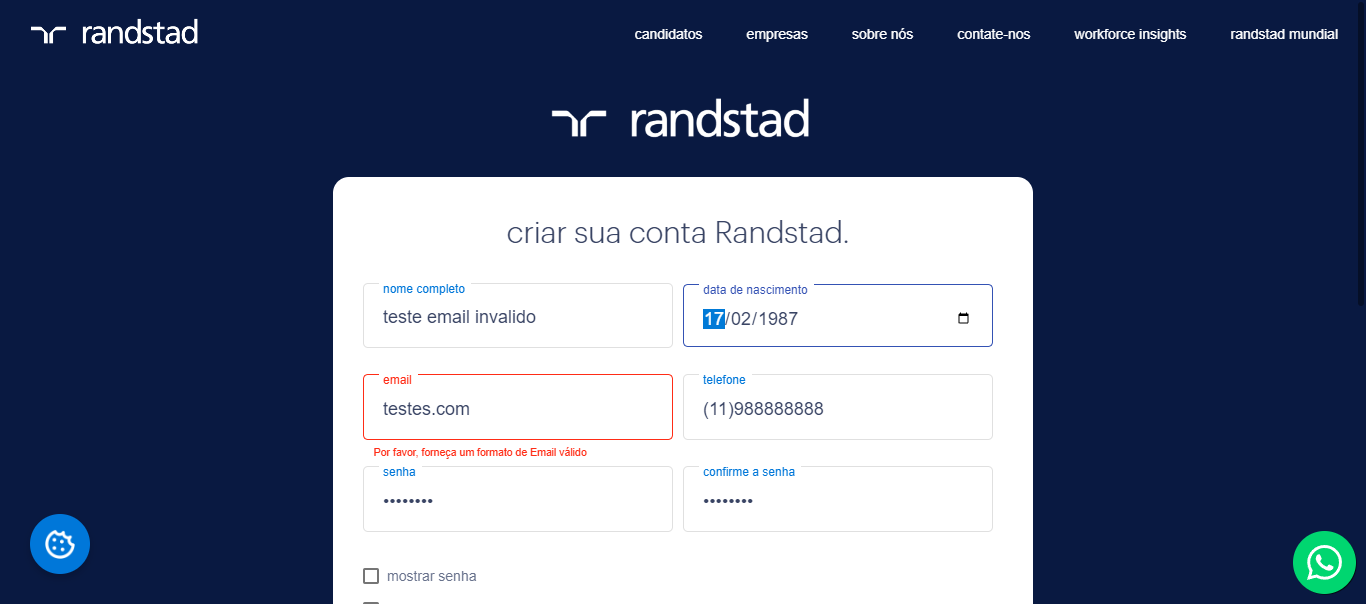 randstad
candidatos empresas sobre nós contate-nos workforce insights randstad mundial
randstad
criar sua conta Randstad.
nome completo data de nascimento
teste email invalido 17/02/1987
email telefone
testes.com (11)988888888
Por favor, forneça um formato de Email válido
senha confirme a senha
•••••••• ••••••••
mostrar senha